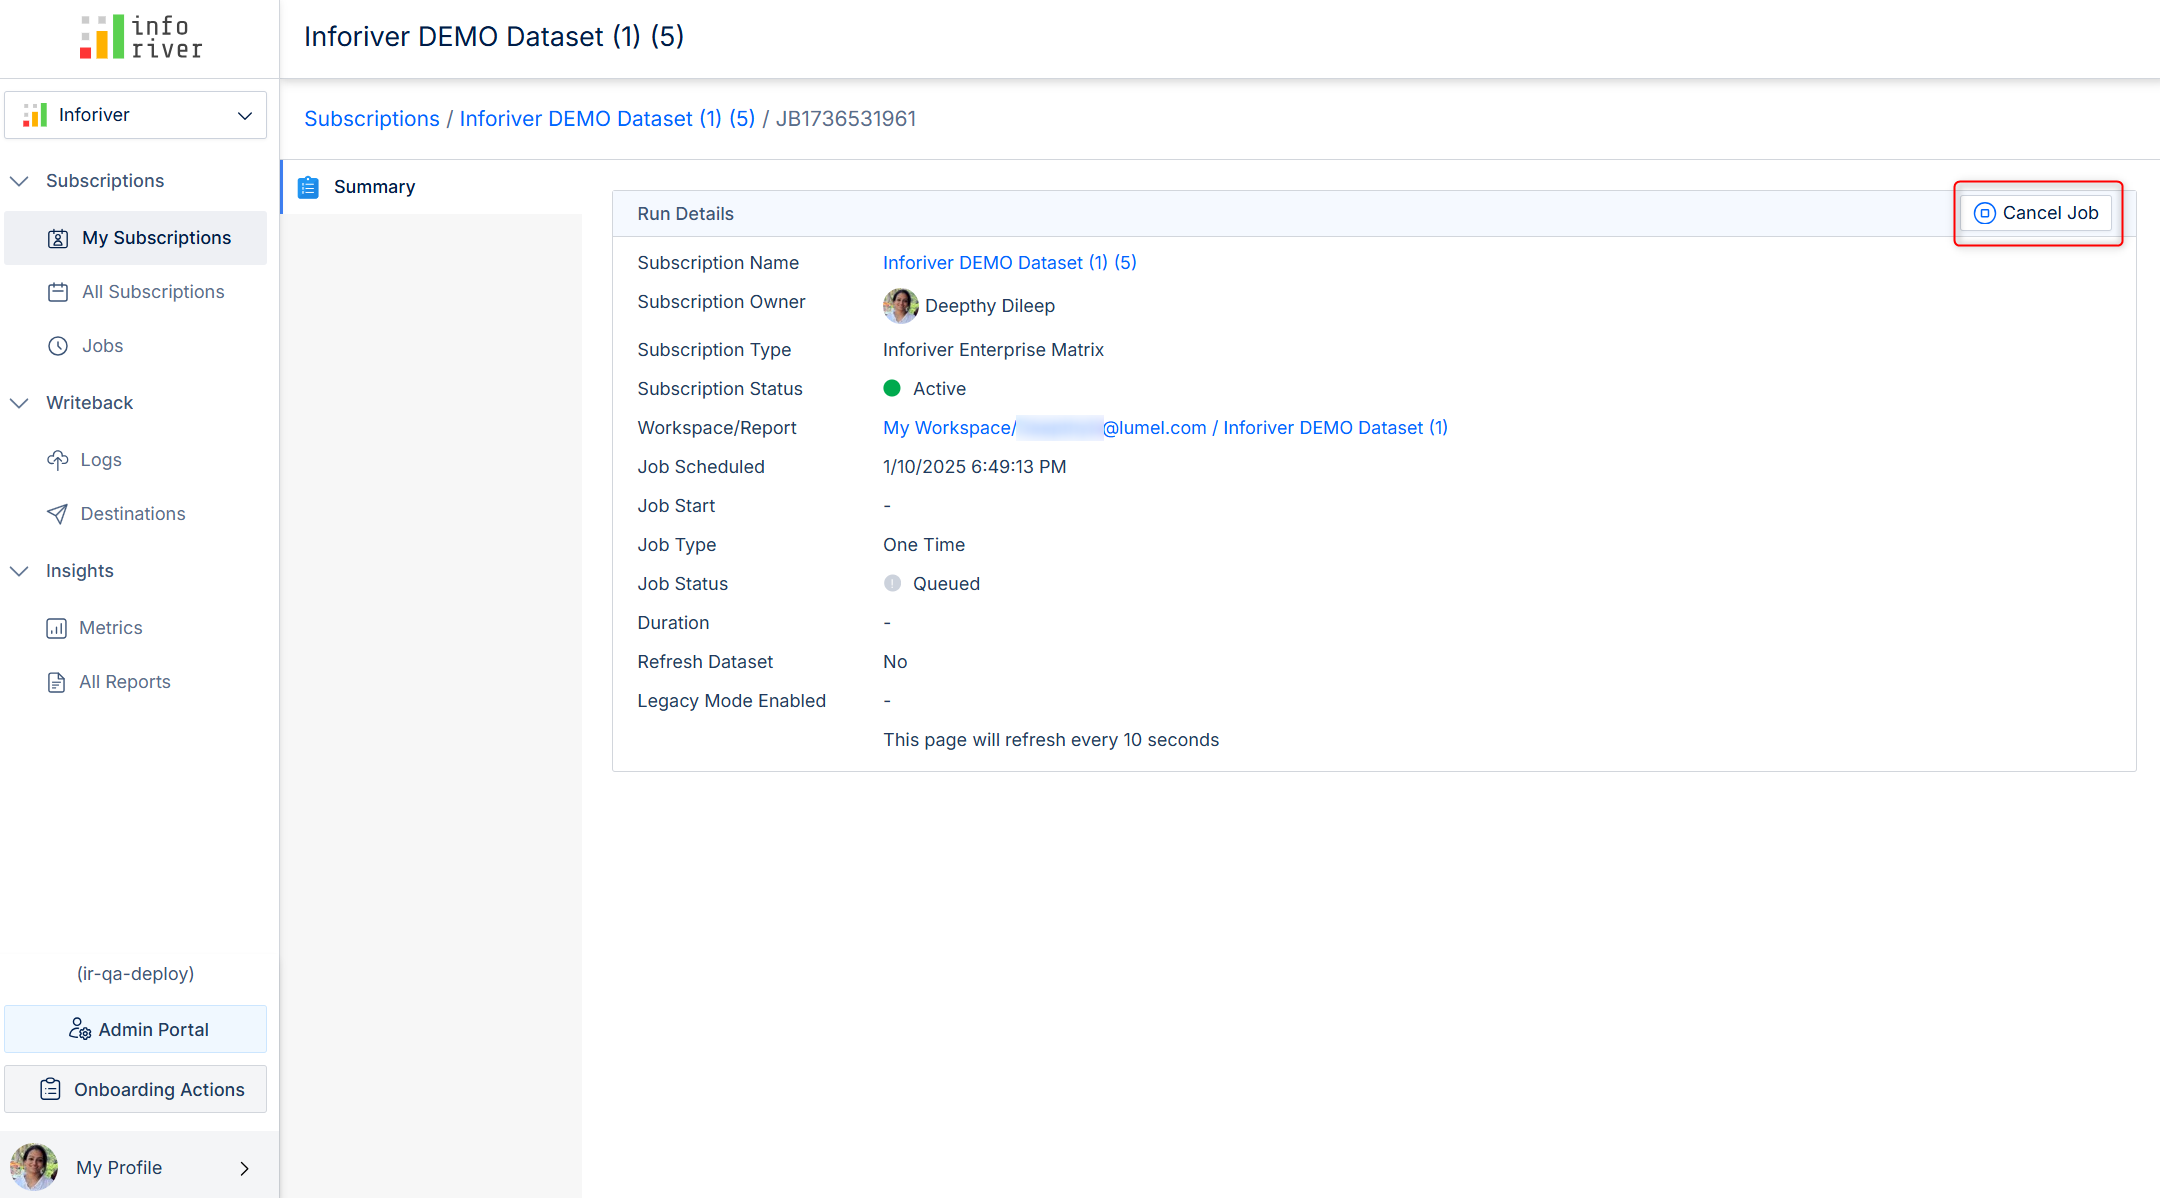 info
river
Inforiver DEMO Dataset (1) (5)
Inforiver
Subscriptions / Inforiver DEMO Dataset (1) (5) / JB1736531961
Subscriptions
My Subscriptions
All Subscriptions
Jobs
Writeback
Logs
Destinations
Insights
Metrics
All Reports
(ir-qa-deploy)
Admin Portal
Onboarding Actions
My Profile
Summary
Run Details
Cancel Job
Subscription Name Inforiver DEMO Dataset (1) (5)
Subscription Owner Deepthy Dileep
Subscription Type Inforiver Enterprise Matrix
Subscription Status Active
Workspace/Report My Workspace/ @lumel.com / Inforiver DEMO Dataset (1)
Job Scheduled 1/10/2025 6:49:13 PM
Job Start -
Job Type One Time
Job Status Queued
Duration -
Refresh Dataset No
Legacy Mode Enabled -
This page will refresh every 10 seconds